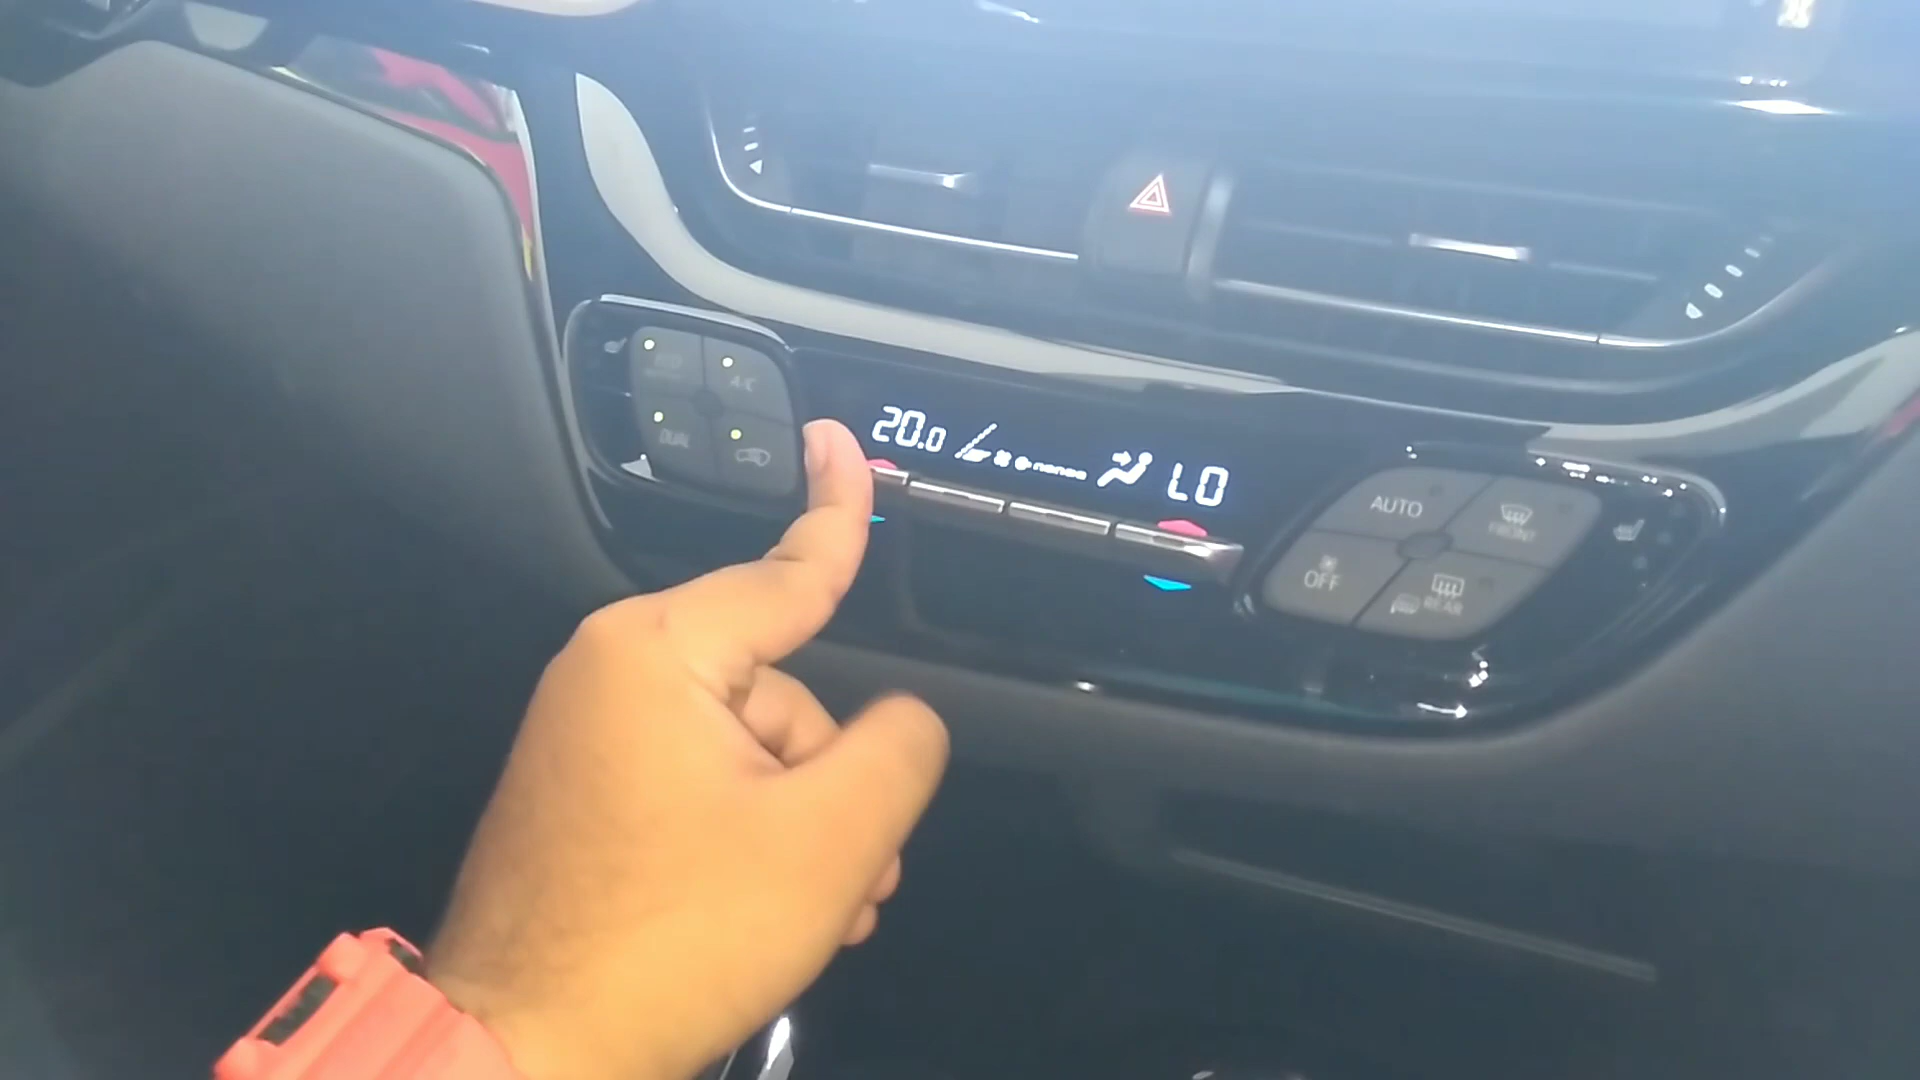 A/C
DUAL
20.0 nanoe LO
AUTO
FRONT
OFF
REAR